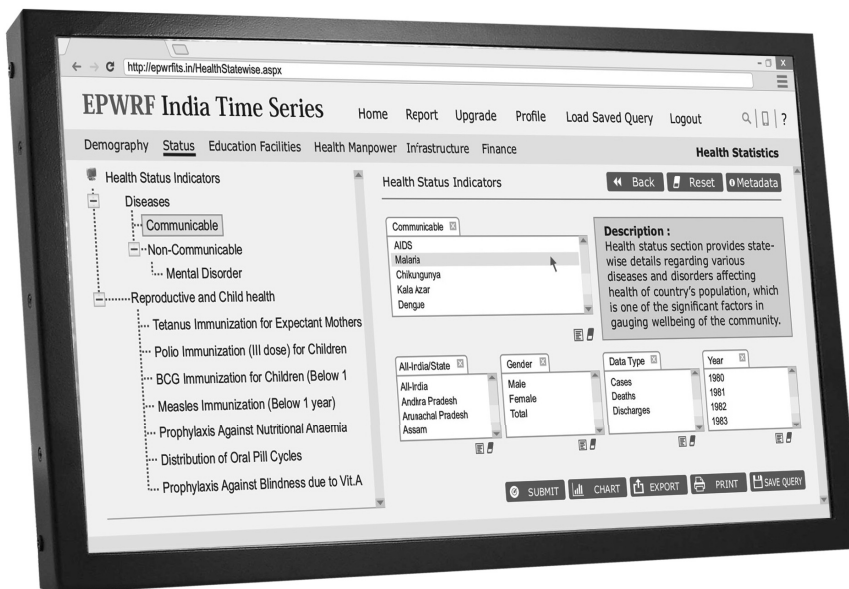 http://epwrfits.in/HealthStatewise.aspx
EPWRF India Time Series
Home Report Upgrade Profile Load Saved Query Logout ?
Demography Status Education Facilities Health Manpower Infrastructure Finance
Health Statistics
Health Status Indicators
Diseases
Communicable
Non-Communicable
Mental Disorder
Reproductive and Child health
Tetanus Immunization for Expectant Mothers
Polio Immunization (III dose) for Children
BCG Immunization for Children (Below 1
Measles Immunization (Below 1 year)
Prophylaxis Against Nutritional Anaemia
Distribution of Oral Pill Cycles
Prophylaxis Against Blindness due to Vit.A
Health Status Indicators
Back Reset Metadata
Communicable
AIDS
Malaria
Chikungunya
Kala Azar
Dengue
Description :
Health status section provides state-
wise details regarding various
diseases and disorders affecting
health of country's population, which
is one of the significant factors in
gauging wellbeing of the community.
All-India/State
All-India
Andhra Pradesh
Arunachal Pradesh
Assam
Gender
Male
Female
Total
Data Type
Cases
Deaths
Discharges
Year
1980
1981
1982
1983
SUBMIT CHART EXPORT PRINT SAVE QUERY